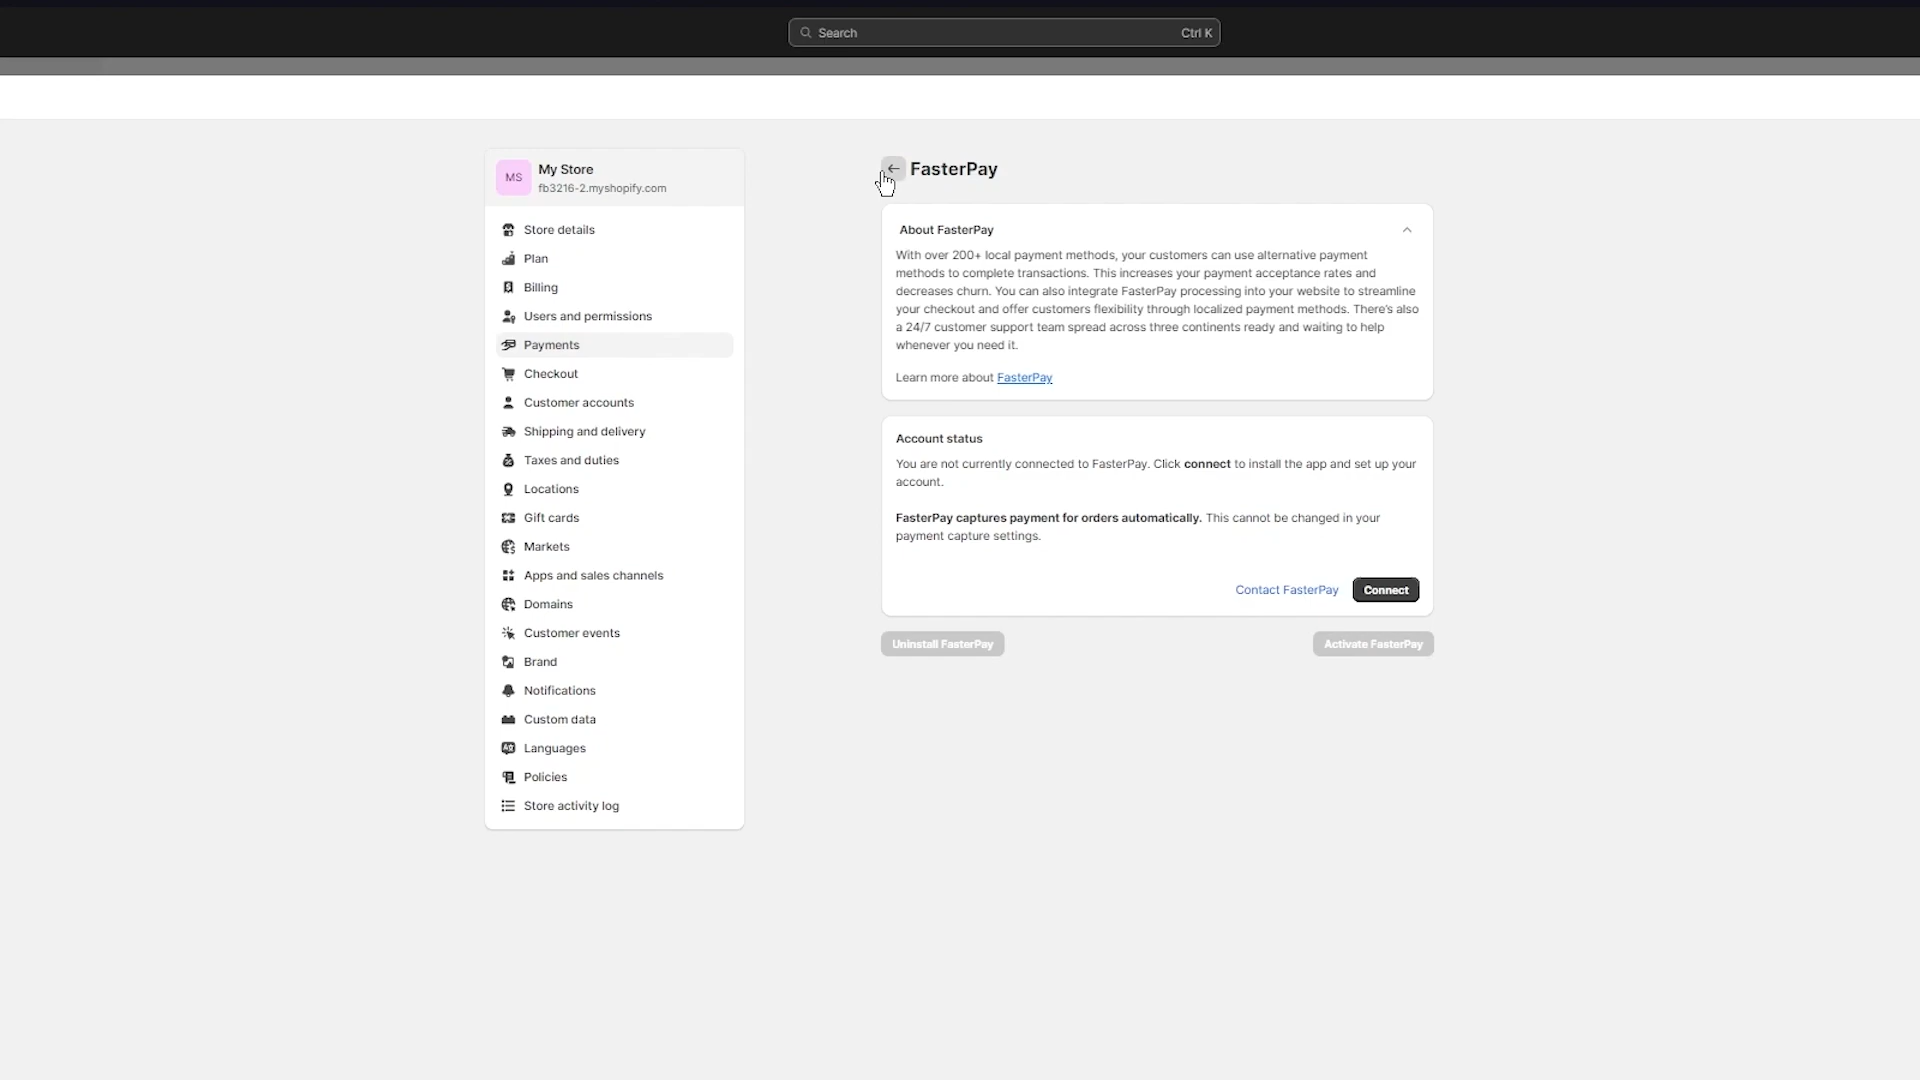 Search
Ctrl K
MS
My Store
fb3216-2.myshopify.com
Store details
Plan
Billing
Users and permissions
Payments
Checkout
Customer accounts
Shipping and delivery
Taxes and duties
Locations
Gift cards
Markets
Apps and sales channels
Domains
Customer events
Brand
Notifications
Custom data
Languages
Policies
Store activity log
FasterPay
About FasterPay
With over 200+ local payment methods, your customers can use alternative payment
methods to complete transactions. This increases your payment acceptance rates and
decreases churn. You can also integrate FasterPay processing into your website to streamline
your checkout and offer customers flexibility through localized payment methods. There's also
a 24/7 customer support team spread across three continents ready and waiting to help
whenever you need it.
Learn more about FasterPay
Account status
You are not currently connected to FasterPay. Click connect to install the app and set up your
account.
FasterPay captures payment for orders automatically. This cannot be changed in your
payment capture settings.
Contact FasterPay
Connect
Uninstall FasterPay
Activate FasterPay